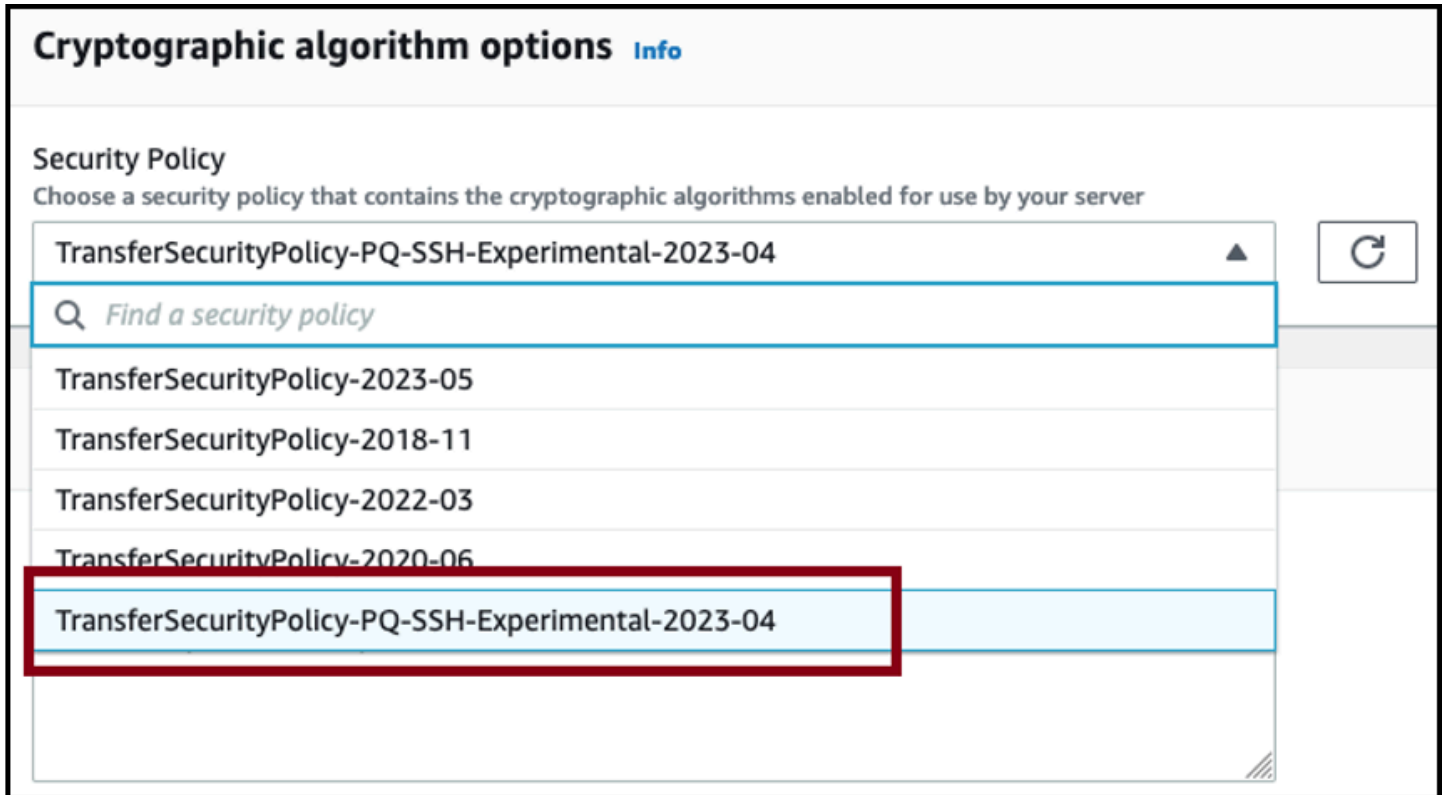 Cryptographic algorithm options Info
Security Policy
Choose a security policy that contains the cryptographic algorithms enabled for use by your server
TransferSecurityPolicy-PQ-SSH-Experimental-2023-04
Find a security policy
TransferSecurityPolicy-2023-05
TransferSecurityPolicy-2018-11
TransferSecurityPolicy-2022-03
TransferSecurityPolicy-2020-06
TransferSecurityPolicy-PQ-SSH-Experimental-2023-04